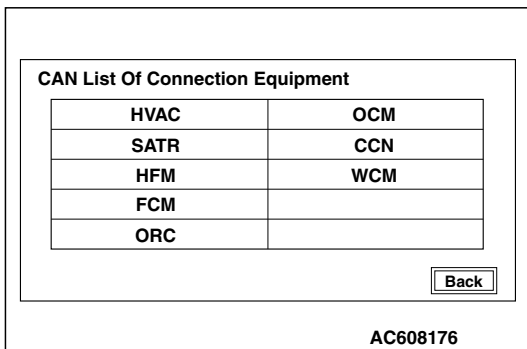 CAN List Of Connection Equipment
HVAC OCM
SATR CCN
HFM WCM
FCM
ORC
Back
AC608176